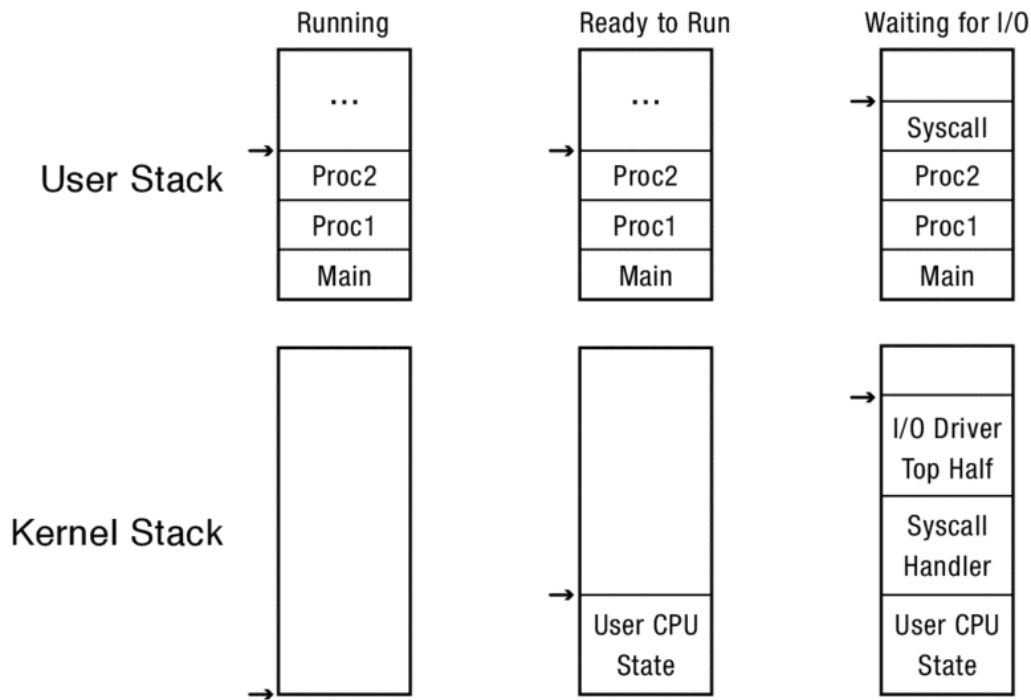 Running Ready to Run Waiting for I/O
... ...
Syscall
User Stack Proc2 Proc2 Proc2
Proc1 Proc1 Proc1
Main Main Main
I/O Driver
Top Half
Kernel Stack Syscall
Handler
User CPU User CPU
State State